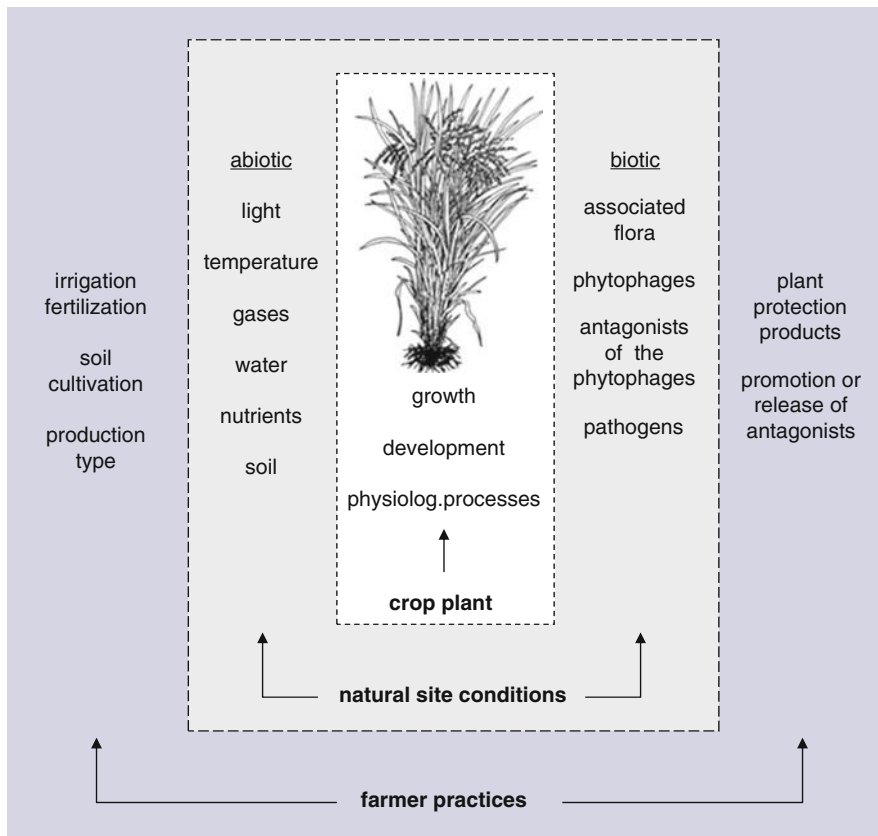 irrigation
fertilization
soil
cultivation
production
type
abiotic
light
temperature
gases
water
nutrients
soil
growth
development
physiolog.processes
crop plant
biotic
associated
flora
phytophages
antagonists
of the
phytophages
pathogens
plant
protection
products
promotion or
release of
antagonists
natural site conditions
farmer practices